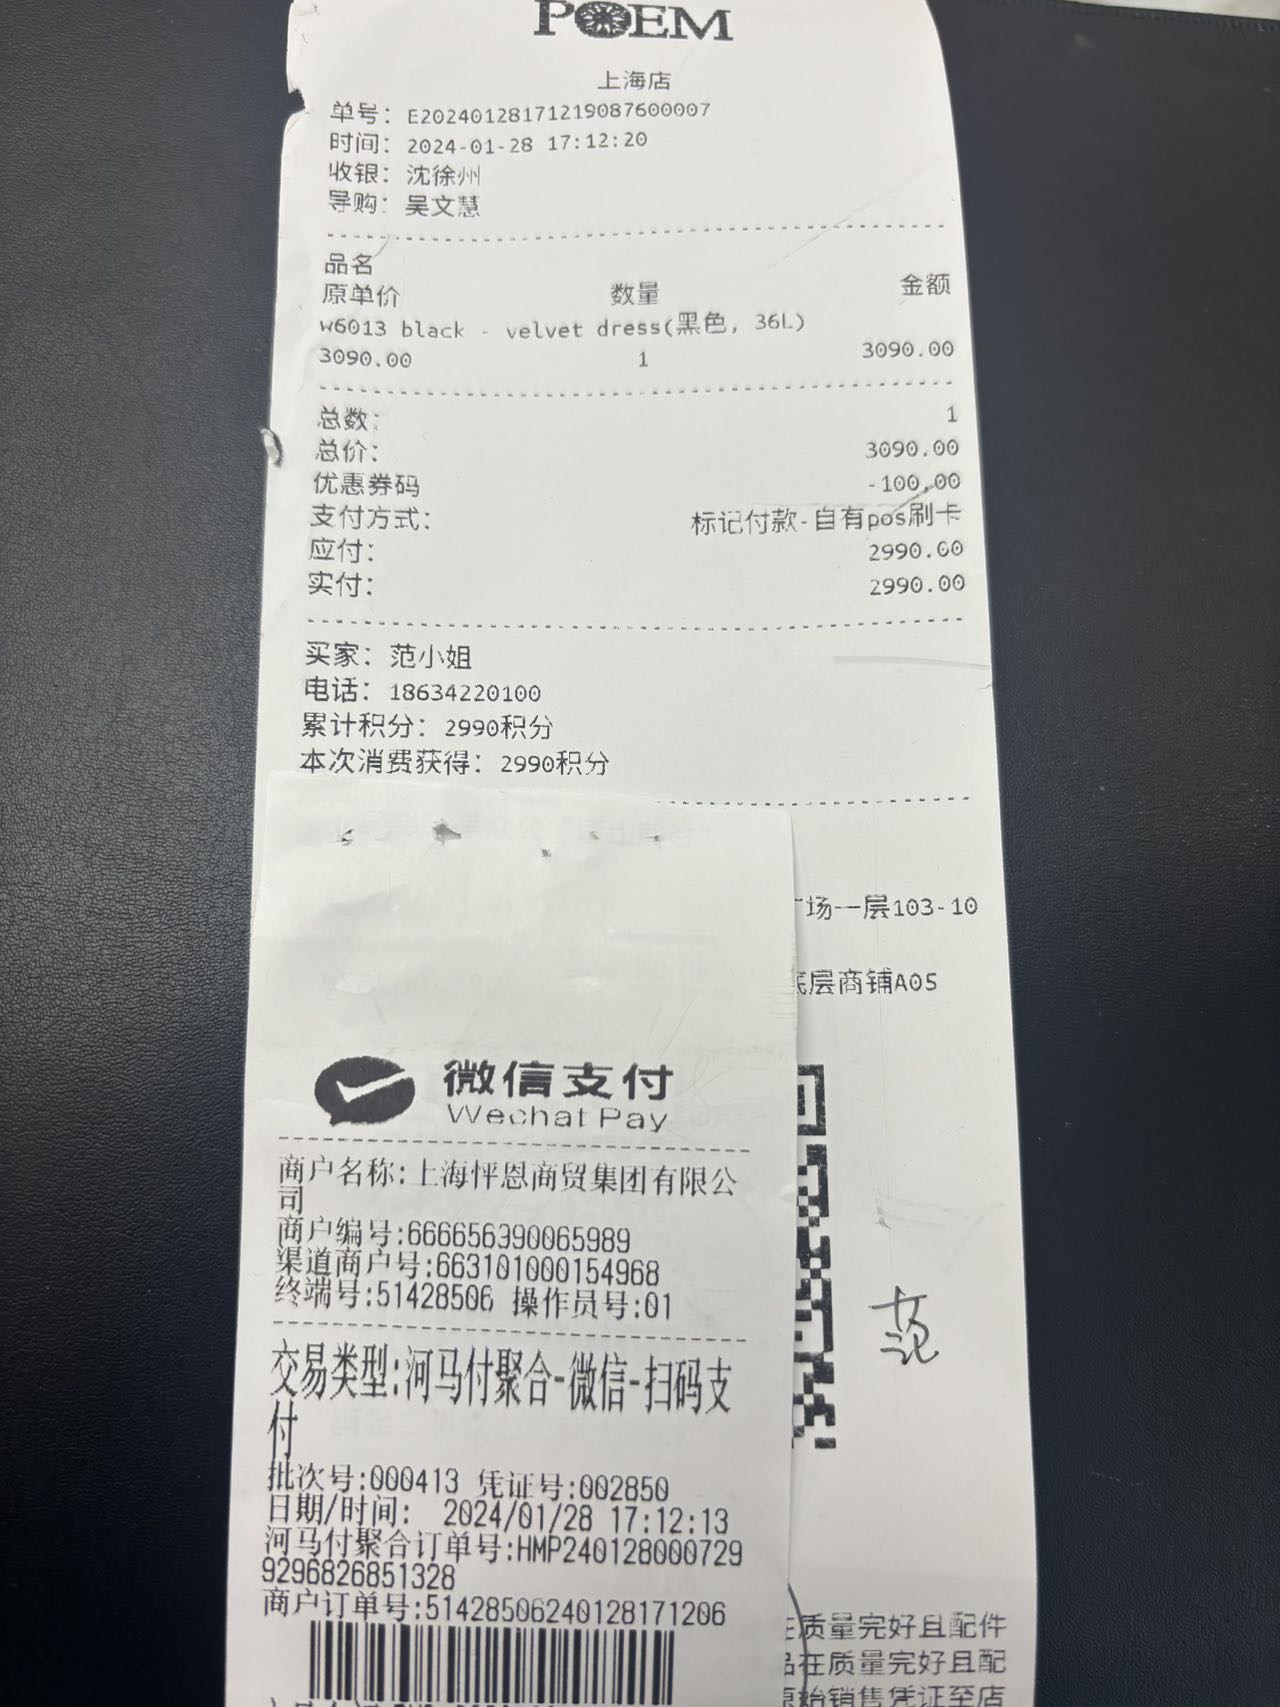 POEM
上海店
单号: E20240128171219087600007
时间: 2024-01-28 17:12:20
收银: 沈徐州
导购: 吴文慧
品名
原单价 数量 金额
w6013 black - velvet dress(黑色, 36L)
3090.00 1 3090.00
总数: 1
总价: 3090.00
优惠券码 -100.00
支付方式: 标记付款-自有pos刷卡
应付: 2990.00
实付: 2990.00
买家: 范小姐
电话: 18634220100
累计积分: 2990积分
本次消费获得: 2990积分
场一层103-10
底层商铺A05
微信支付
Wechat Pay
商户名称:上海怦恩商贸集团有限公
司
商户编号:666656390065989
渠道商户号:663101000154968
终端号:51428506 操作员号:01
范
交易类型:河马付聚合-微信-扫码支
付
批次号:000413 凭证号:002850
日期/时间: 2024/01/28 17:12:13
河马付聚合订单号:HMP240128000729
9296826851328
商户订单号:51428506240128171206
在质量完好且配件
品在质量完好且配
原始销售凭证至店